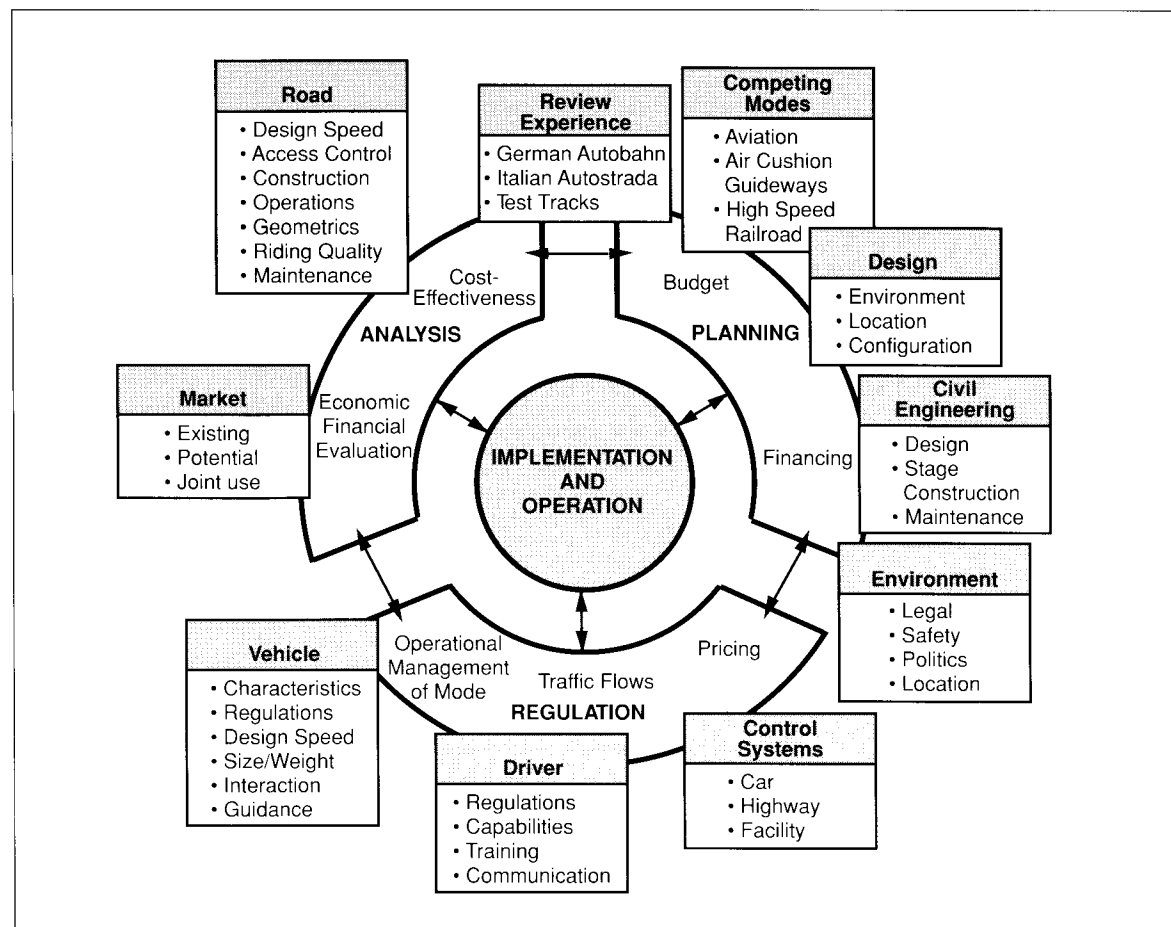 Road
• Design Speed
• Access Control
• Construction
• Operations
• Geometrics
• Riding Quality
• Maintenance
Review
Experience
• German Autobahn
• Italian Autostrada
• Test Tracks
Competing
Modes
• Aviation
• Air Cushion
Guideways
• High Speed
Railroad
Design
• Environment
• Location
• Configuration
Cost-
Effectiveness
ANALYSIS
Budget
PLANNING
Market
• Existing
• Potential
• Joint use
Economic
Financial
Evaluation
IMPLEMENTATION
AND
OPERATION
Financing
Civil
Engineering
• Design
• Stage
Construction
• Maintenance
Environment
• Legal
• Safety
• Politics
• Location
Vehicle
• Characteristics
• Regulations
• Design Speed
• Size/Weight
• Interaction
• Guidance
Operational
Management
of Mode
Traffic Flows
REGULATION
Pricing
Driver
• Regulations
• Capabilities
• Training
• Communication
Control
Systems
• Car
• Highway
• Facility